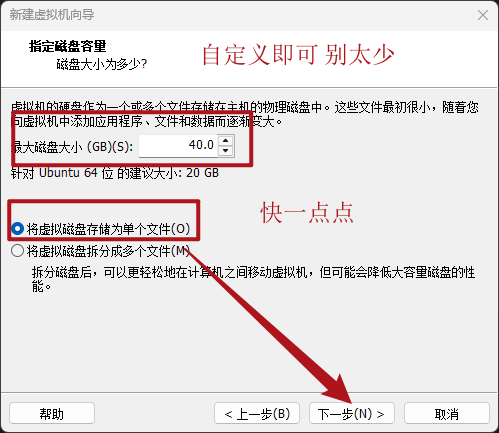 新建虚拟机向导
指定磁盘容量
磁盘大小为多少?
自定义即可 别太少
虚拟机的硬盘作为一个或多个文件存储在主机的物理磁盘中。这些文件最初很小，随着您
向虚拟机中添加应用程序、文件和数据而逐渐变大。
最大磁盘大小 (GB)(S):
40.0
针对 Ubuntu 64 位 的建议大小: 20 GB
快一点点
将虚拟磁盘存储为单个文件(O)
将虚拟磁盘拆分成多个文件(M)
拆分磁盘后，可以更轻松地在计算机之间移动虚拟机，但可能会降低大容量磁盘的性
能。
帮助
< 上一步(B)
下一步(N) >
取消